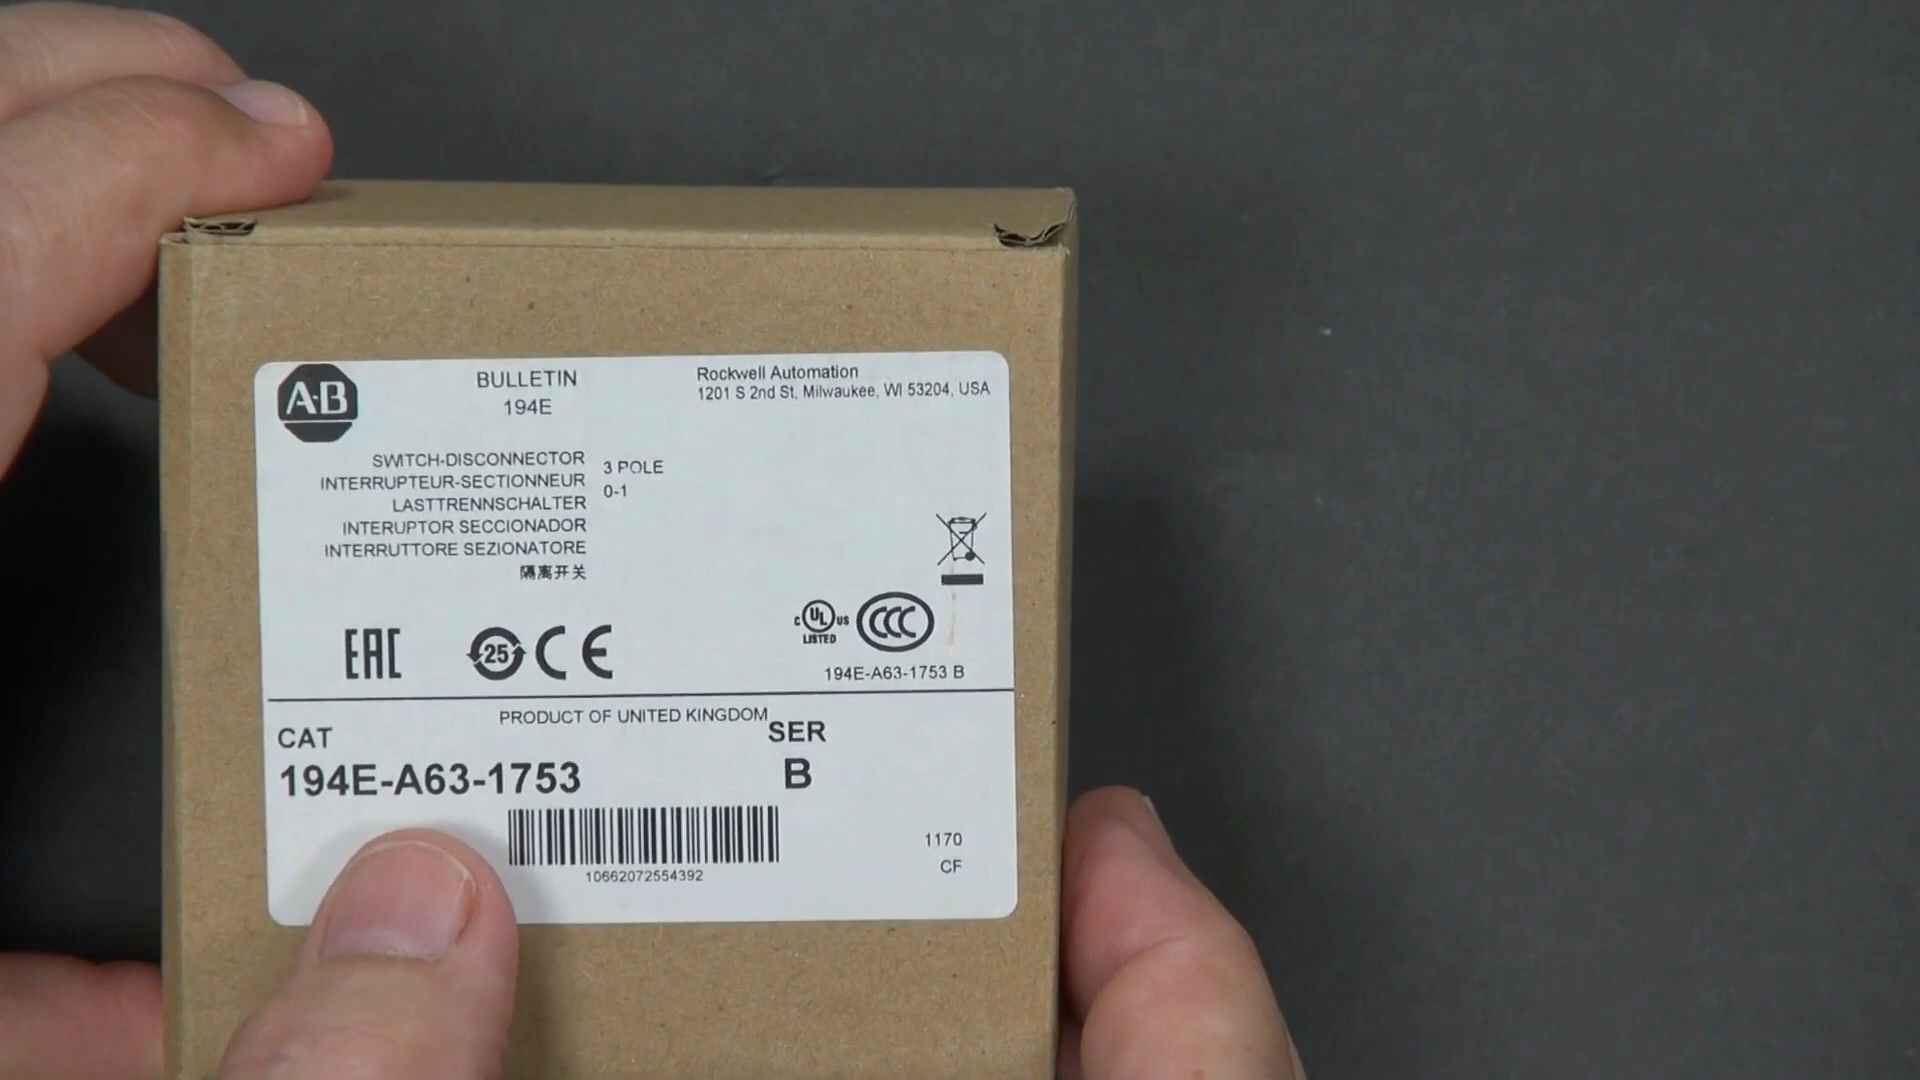 A-B
BULLETIN
194E
Rockwell Automation
1201 S 2nd St, Milwaukee, WI 53204, USA
SWITCH-DISCONNECTOR
INTERRUPTEUR-SECTIONNEUR
LASTTRENNSCHALTER
INTERUPTOR SECCIONADOR
INTERRUTTORE SEZIONATORE
隔离开关
3 POLE
0-1
EAC
25
CE
C UL US
LISTED
CCC
194E-A63-1753 B
PRODUCT OF UNITED KINGDOM
CAT
194E-A63-1753
SER
B
10662072554392
1170
CF